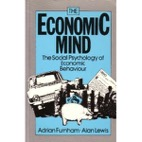 THE
ECONOMIC
MIND
The Social Psychology of
Economic
Behaviour
Adrian Furnham · Alan Lewis